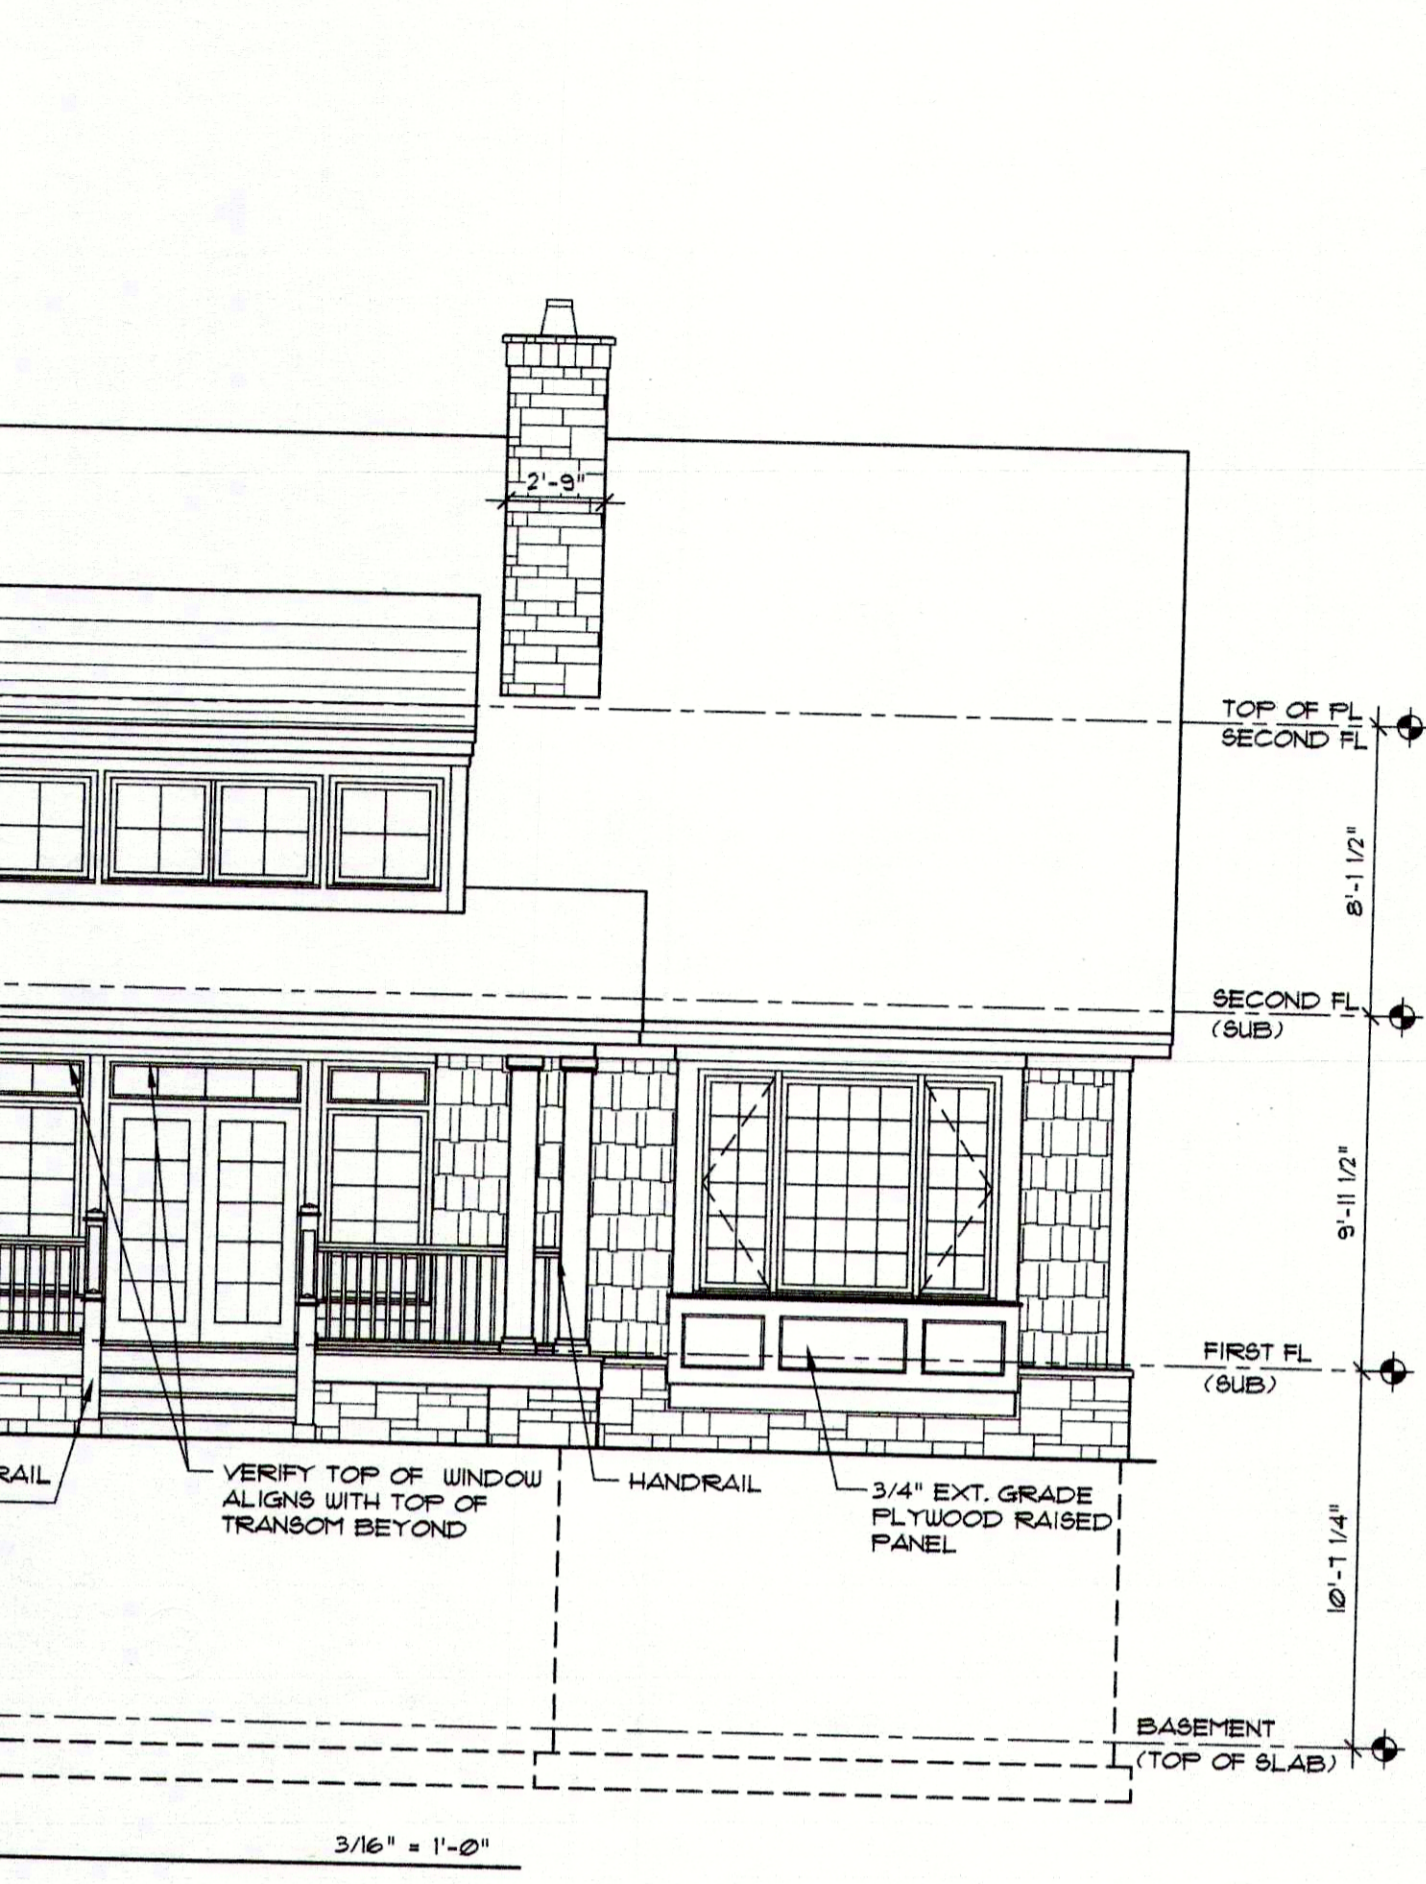 2'-9"
TOP OF PL
SECOND FL
8'-1 1/2"
SECOND FL
(SUB)
9'-11 1/2"
FIRST FL
(SUB)
10'-7 1/4"
RAIL
VERIFY TOP OF WINDOW
ALIGNS WITH TOP OF
TRANSOM BEYOND
HANDRAIL
3/4" EXT. GRADE
PLYWOOD RAISED
PANEL
BASEMENT
(TOP OF SLAB)
3/16" = 1'-0"